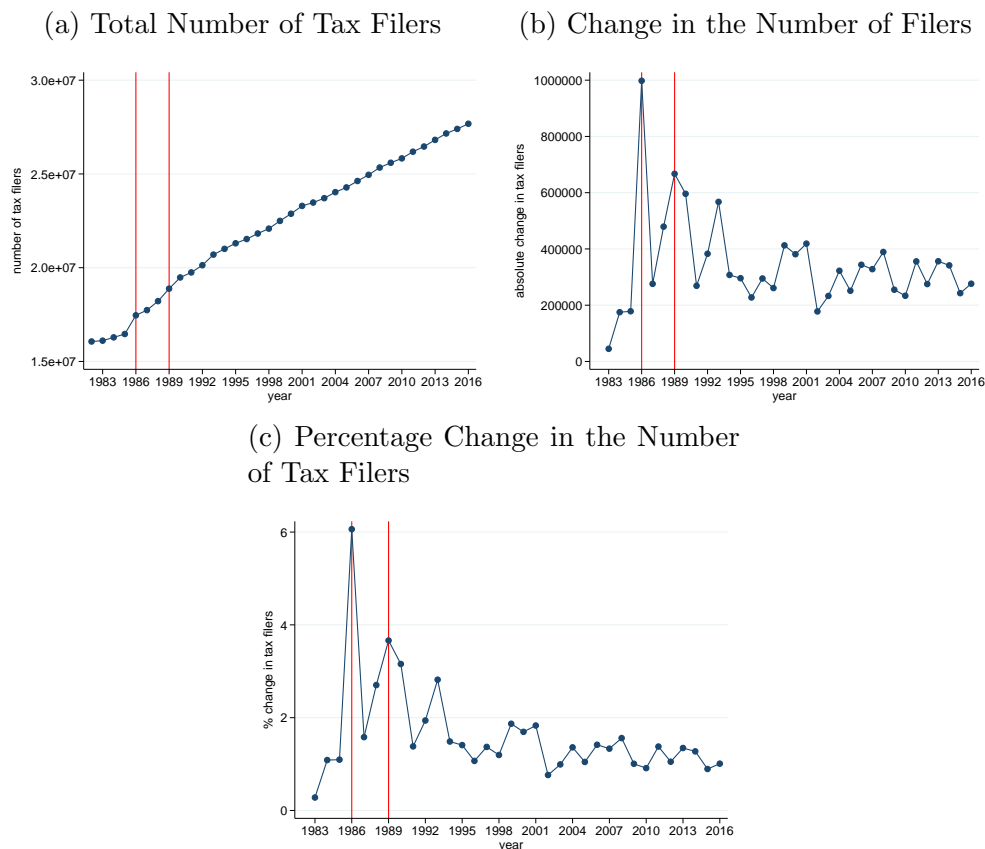 (a) Total Number of Tax Filers
(b) Change in the Number of Filers
3.0e+07
2.5e+07
2.0e+07
1.5e+07
number of tax filers
1983 1986 1989 1992 1995 1998 2001 2004 2007 2010 2013 2016
year
1000000
800000
600000
400000
200000
0
absolute change in tax filers
1983 1986 1989 1992 1995 1998 2001 2004 2007 2010 2013 2016
year
(c) Percentage Change in the Number
of Tax Filers
6
4
2
0
% change in tax filers
1983 1986 1989 1992 1995 1998 2001 2004 2007 2010 2013 2016
year